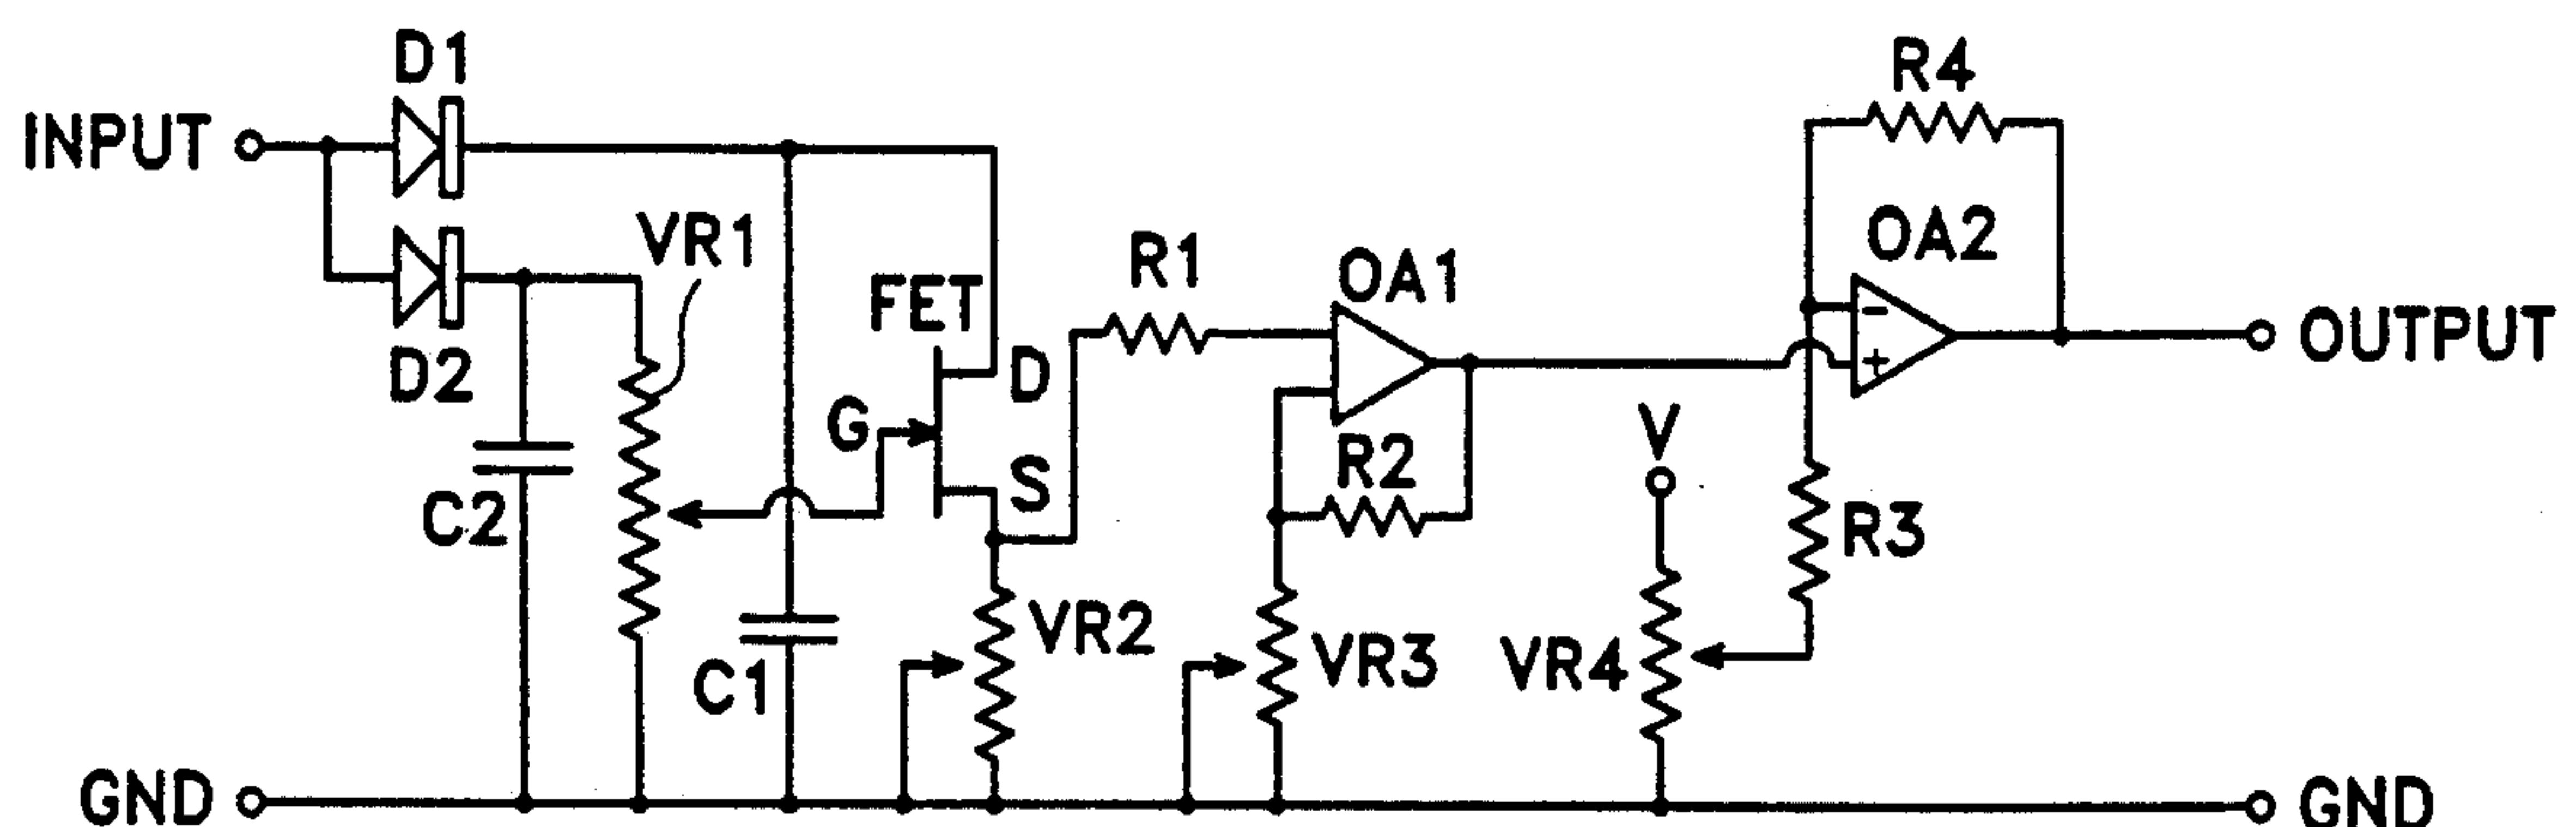 D1
INPUT
D2
VR1
C2
C1
FET
G
D
S
VR2
R1
OA1
R2
VR3
V
VR4
R4
OA2
-
+
R3
OUTPUT
GND
GND